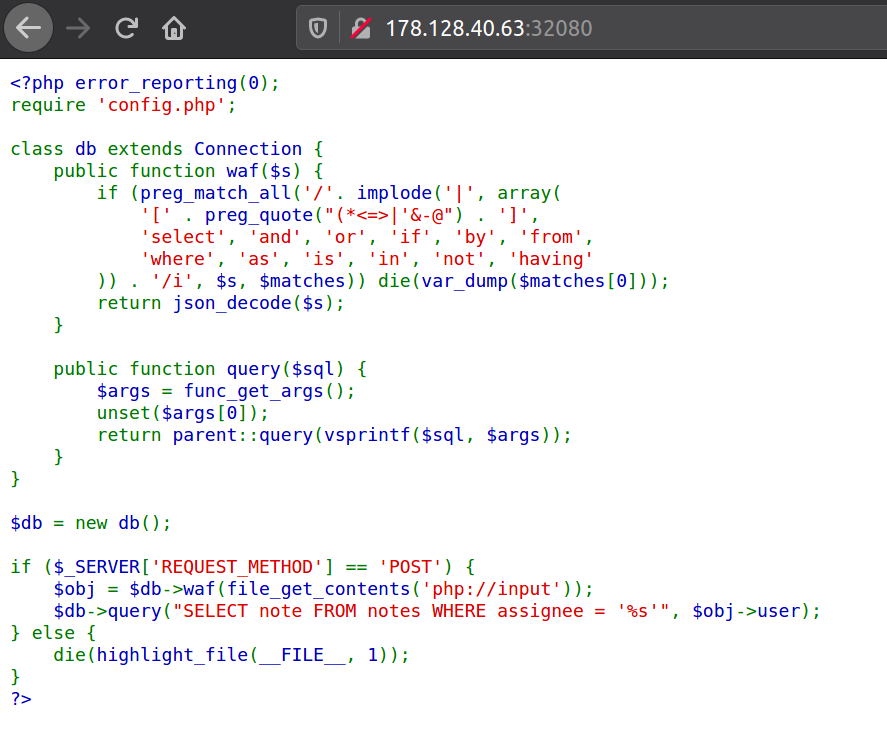 178.128.40.63:32080
<?php error_reporting(0);
require 'config.php';

class db extends Connection {
    public function waf($s) {
        if (preg_match_all('/'. implode('|', array(
            '[' . preg_quote("(*<=>|'&-@") . ']',
            'select', 'and', 'or', 'if', 'by', 'from',
            'where', 'as', 'is', 'in', 'not', 'having'
        )) . '/i', $s, $matches)) die(var_dump($matches[0]));
        return json_decode($s);
    }

    public function query($sql) {
        $args = func_get_args();
        unset($args[0]);
        return parent::query(vsprintf($sql, $args));
    }
}

$db = new db();

if ($_SERVER['REQUEST_METHOD'] == 'POST') {
    $obj = $db->waf(file_get_contents('php://input'));
    $db->query("SELECT note FROM notes WHERE assignee = '%s'", $obj->user);
} else {
    die(highlight_file(__FILE__, 1));
}
?>